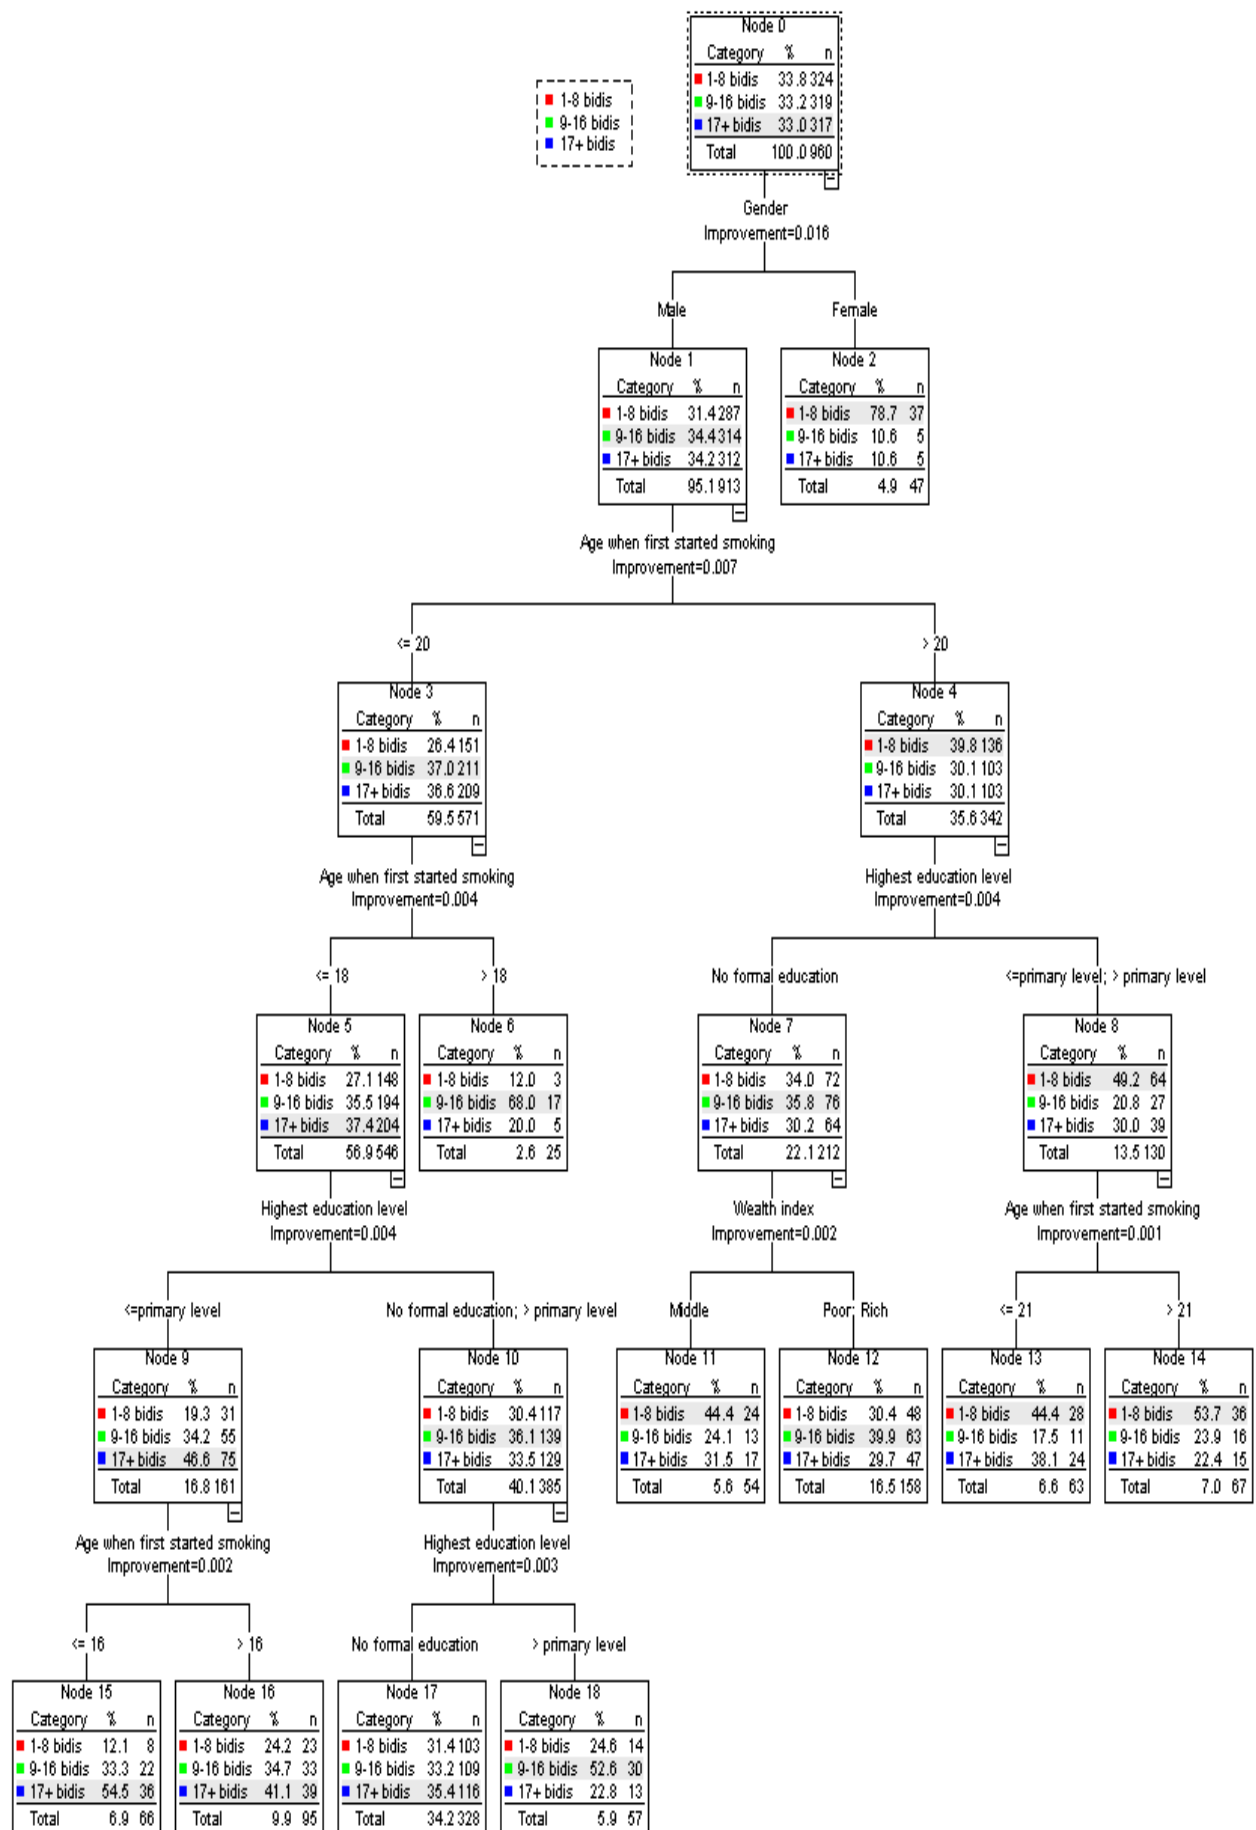 Node 0
Category % n
1-8 bidis 33.8 324
9-16 bidis 33.2 319
17+ bidis 33.0 317
Total 100.0 960
1-8 bidis
9-16 bidis
17+ bidis
Gender
Improvement=0.016
Male
Female
Node 1
Category % n
1-8 bidis 31.4 287
9-16 bidis 34.4 314
17+ bidis 34.2 312
Total 95.1 913
Node 2
Category % n
1-8 bidis 78.7 37
9-16 bidis 10.6 5
17+ bidis 10.6 5
Total 4.9 47
Age when first started smoking
Improvement=0.007
<= 20
> 20
Node 3
Category % n
1-8 bidis 26.4 151
9-16 bidis 37.0 211
17+ bidis 36.6 209
Total 59.5 571
Node 4
Category % n
1-8 bidis 39.8 136
9-16 bidis 30.1 103
17+ bidis 30.1 103
Total 35.6 342
Age when first started smoking
Improvement=0.004
Highest education level
Improvement=0.004
<= 18
> 18
No formal education
<=primary level; > primary level
Node 5
Category % n
1-8 bidis 27.1 148
9-16 bidis 35.5 194
17+ bidis 37.4 204
Total 56.9 546
Node 6
Category % n
1-8 bidis 12.0 3
9-16 bidis 68.0 17
17+ bidis 20.0 5
Total 2.6 25
Node 7
Category % n
1-8 bidis 34.0 72
9-16 bidis 35.8 76
17+ bidis 30.2 64
Total 22.1 212
Node 8
Category % n
1-8 bidis 49.2 64
9-16 bidis 20.8 27
17+ bidis 30.0 39
Total 13.5 130
Highest education level
Improvement=0.004
Wealth index
Improvement=0.002
Age when first started smoking
Improvement=0.001
<=primary level
No formal education; > primary level
Middle
Poor; Rich
<= 21
> 21
Node 9
Category % n
1-8 bidis 19.3 31
9-16 bidis 34.2 55
17+ bidis 46.6 75
Total 16.8 161
Node 10
Category % n
1-8 bidis 30.4 117
9-16 bidis 36.1 139
17+ bidis 33.5 129
Total 40.1 385
Node 11
Category % n
1-8 bidis 44.4 24
9-16 bidis 24.1 13
17+ bidis 31.5 17
Total 5.6 54
Node 12
Category % n
1-8 bidis 30.4 48
9-16 bidis 39.9 63
17+ bidis 29.7 47
Total 16.5 158
Node 13
Category % n
1-8 bidis 44.4 28
9-16 bidis 17.5 11
17+ bidis 38.1 24
Total 6.6 63
Node 14
Category % n
1-8 bidis 53.7 36
9-16 bidis 23.9 16
17+ bidis 22.4 15
Total 7.0 67
Age when first started smoking
Improvement=0.002
Highest education level
Improvement=0.003
<= 16
> 16
No formal education
> primary level
Node 15
Category % n
1-8 bidis 12.1 8
9-16 bidis 33.3 22
17+ bidis 54.5 36
Total 6.9 66
Node 16
Category % n
1-8 bidis 24.2 23
9-16 bidis 34.7 33
17+ bidis 41.1 39
Total 9.9 95
Node 17
Category % n
1-8 bidis 31.4 103
9-16 bidis 33.2 109
17+ bidis 35.4 116
Total 34.2 328
Node 18
Category % n
1-8 bidis 24.6 14
9-16 bidis 52.6 30
17+ bidis 22.8 13
Total 5.9 57